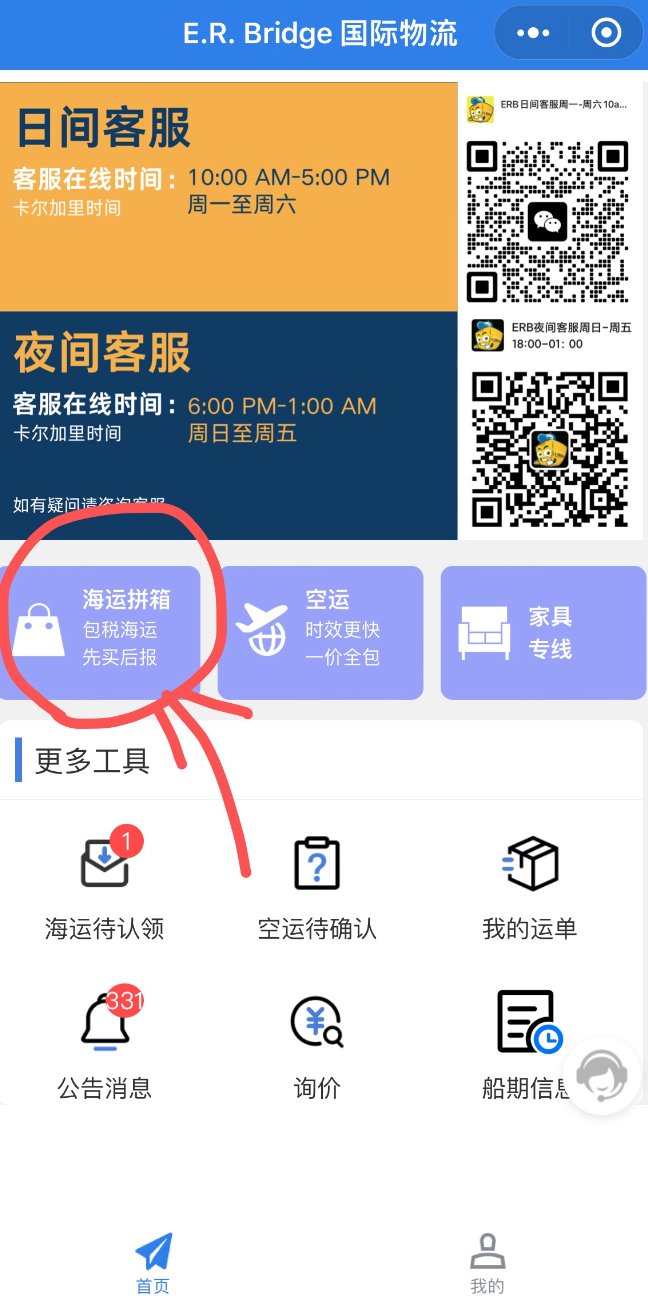 E.R. Bridge 国际物流
日间客服
客服在线时间：10:00 AM-5:00 PM
卡尔加里时间 周一至周六
ERB日间客服周一-周六10a...
夜间客服
客服在线时间：6:00 PM-1:00 AM
卡尔加里时间 周日至周五
如有疑问请咨询客服
ERB夜间客服周日-周五
18:00-01：00
海运拼箱
包税海运
先买后报
空运
时效更快
一价全包
家具
专线
更多工具
1
海运待认领
空运待确认
我的运单
331
公告消息
询价
船期信息
首页
我的